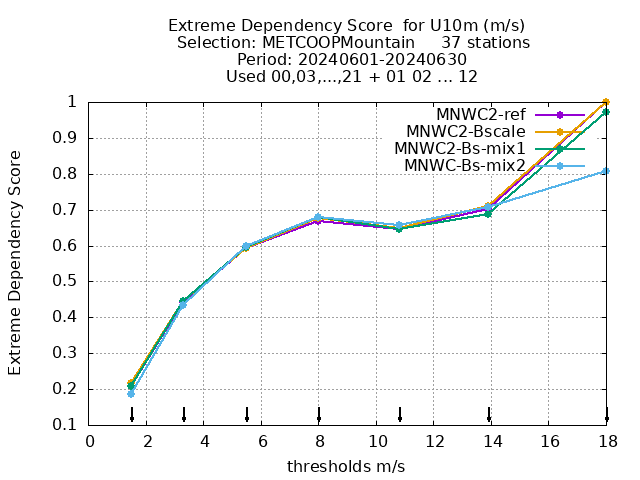 Extreme Dependency Score  for U10m (m/s)
Selection: METCOOPMountain     37 stations
Period: 20240601-20240630
Used 00,03,...,21 + 01 02 ... 12
MNWC2-ref
MNWC2-Bscale
MNWC2-Bs-mix1
MNWC-Bs-mix2
Extreme Dependency Score
1
0.9
0.8
0.7
0.6
0.5
0.4
0.3
0.2
0.1
0 2 4 6 8 10 12 14 16 18
thresholds m/s